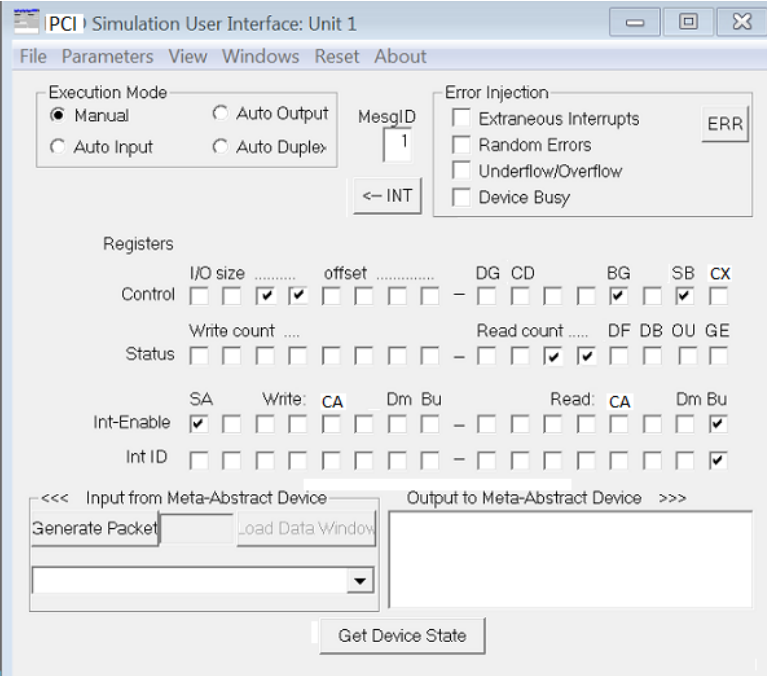 PCI Simulation User Interface: Unit 1
File Parameters View Windows Reset About
Execution Mode
Manual Auto Output
Auto Input Auto Duplex
MesgID
1
<-- INT
Error Injection
Extraneous Interrupts
Random Errors
Underflow/Overflow
Device Busy
ERR
Registers
I/O size .......... offset .............. DG CD BG SB CX
Control –
Write count .... Read count ..... DF DB OU GE
Status –
SA Write: CA Dm Bu Read: CA Dm Bu
Int-Enable –
Int ID –
<<< Input from Meta-Abstract Device
Generate Packet Load Data Window
Output to Meta-Abstract Device >>>
Get Device State